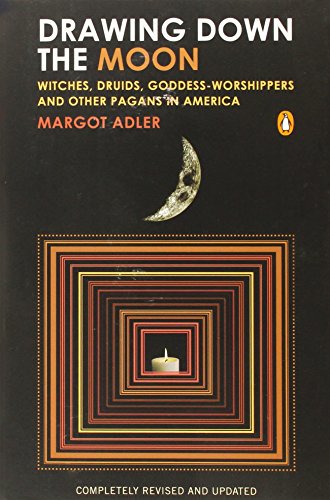 DRAWING DOWN
THE MOON
WITCHES, DRUIDS, GODDESS-WORSHIPPERS
AND OTHER PAGANS IN AMERICA
MARGOT ADLER
COMPLETELY REVISED AND UPDATED